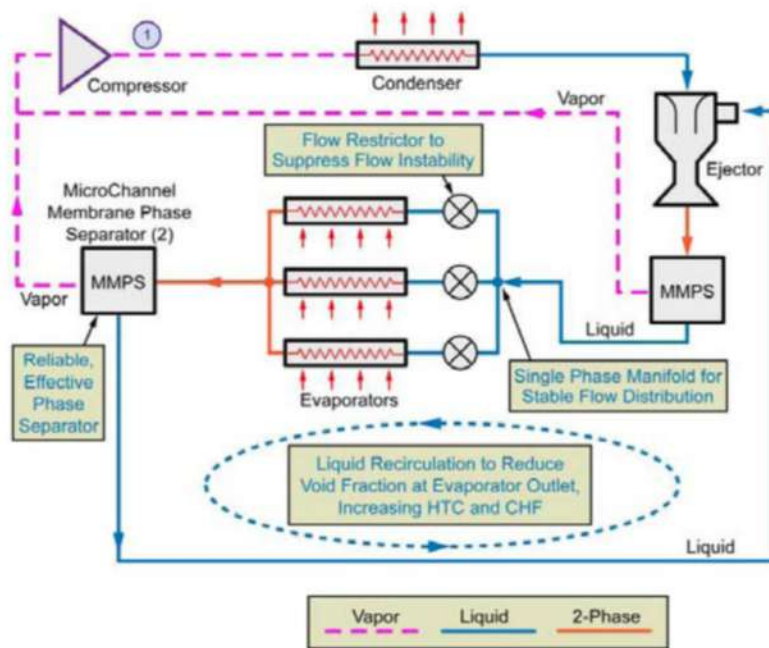 1
Compressor
Condenser
Vapor
Flow Restrictor to
Suppress Flow Instability
Ejector
MicroChannel
Membrane Phase
Separator (2)
MMPS
MMPS
Vapor
Liquid
Reliable,
Effective
Phase
Separator
Evaporators
Single Phase Manifold for
Stable Flow Distribution
Liquid Recirculation to Reduce
Void Fraction at Evaporator Outlet,
Increasing HTC and CHF
Liquid
Vapor
Liquid
2-Phase